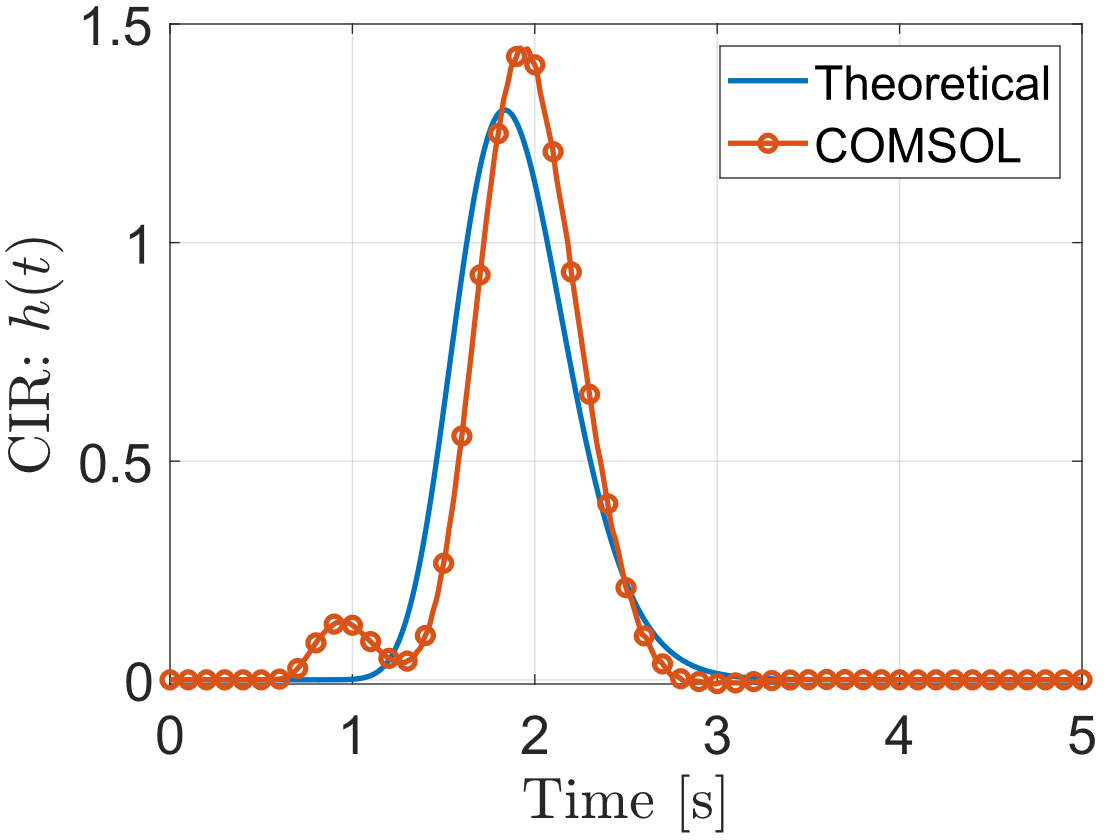 1.5
1
0.5
0
CIR: h(t)
Theoretical
COMSOL
0 1 2 3 4 5
Time [s]